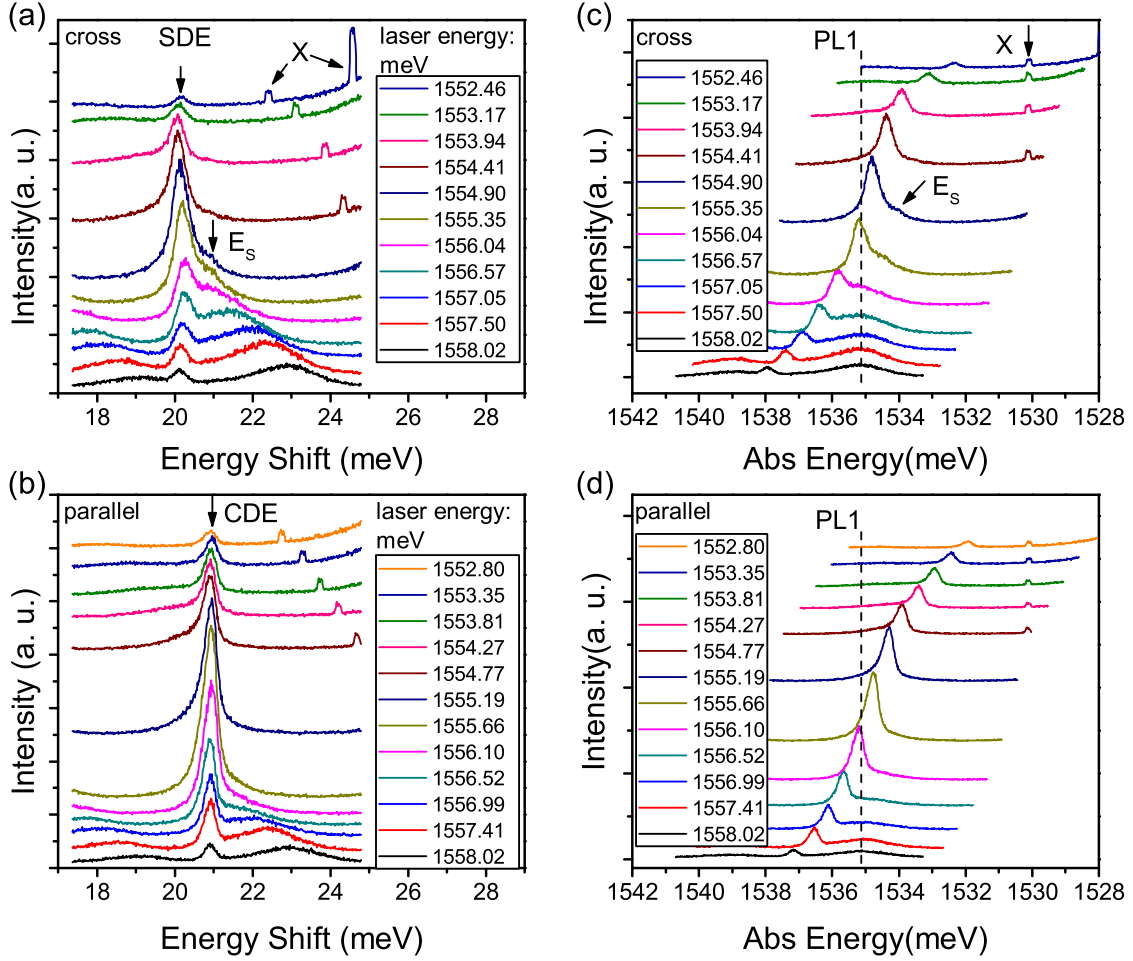 (a)
cross
SDE
X
laser energy:
meV
1552.46
1553.17
1553.94
1554.41
1554.90
1555.35
1556.04
1556.57
1557.05
1557.50
1558.02
E_S
Intensity(a. u.)
18 20 22 24 26 28
Energy Shift (meV)
(c)
cross
PL1
X
1552.46
1553.17
1553.94
1554.41
1554.90
1555.35
1556.04
1556.57
1557.05
1557.50
1558.02
E_S
Intensity(a. u.)
1542 1540 1538 1536 1534 1532 1530 1528
Abs Energy(meV)
(b)
parallel
CDE
laser energy:
meV
1552.80
1553.35
1553.81
1554.27
1554.77
1555.19
1555.66
1556.10
1556.52
1556.99
1557.41
1558.02
Intensity (a. u.)
18 20 22 24 26 28
Energy Shift (meV)
(d)
parallel
PL1
1552.80
1553.35
1553.81
1554.27
1554.77
1555.19
1555.66
1556.10
1556.52
1556.99
1557.41
1558.02
Intensity(a. u.)
1542 1540 1538 1536 1534 1532 1530 1528
Abs Energy(meV)